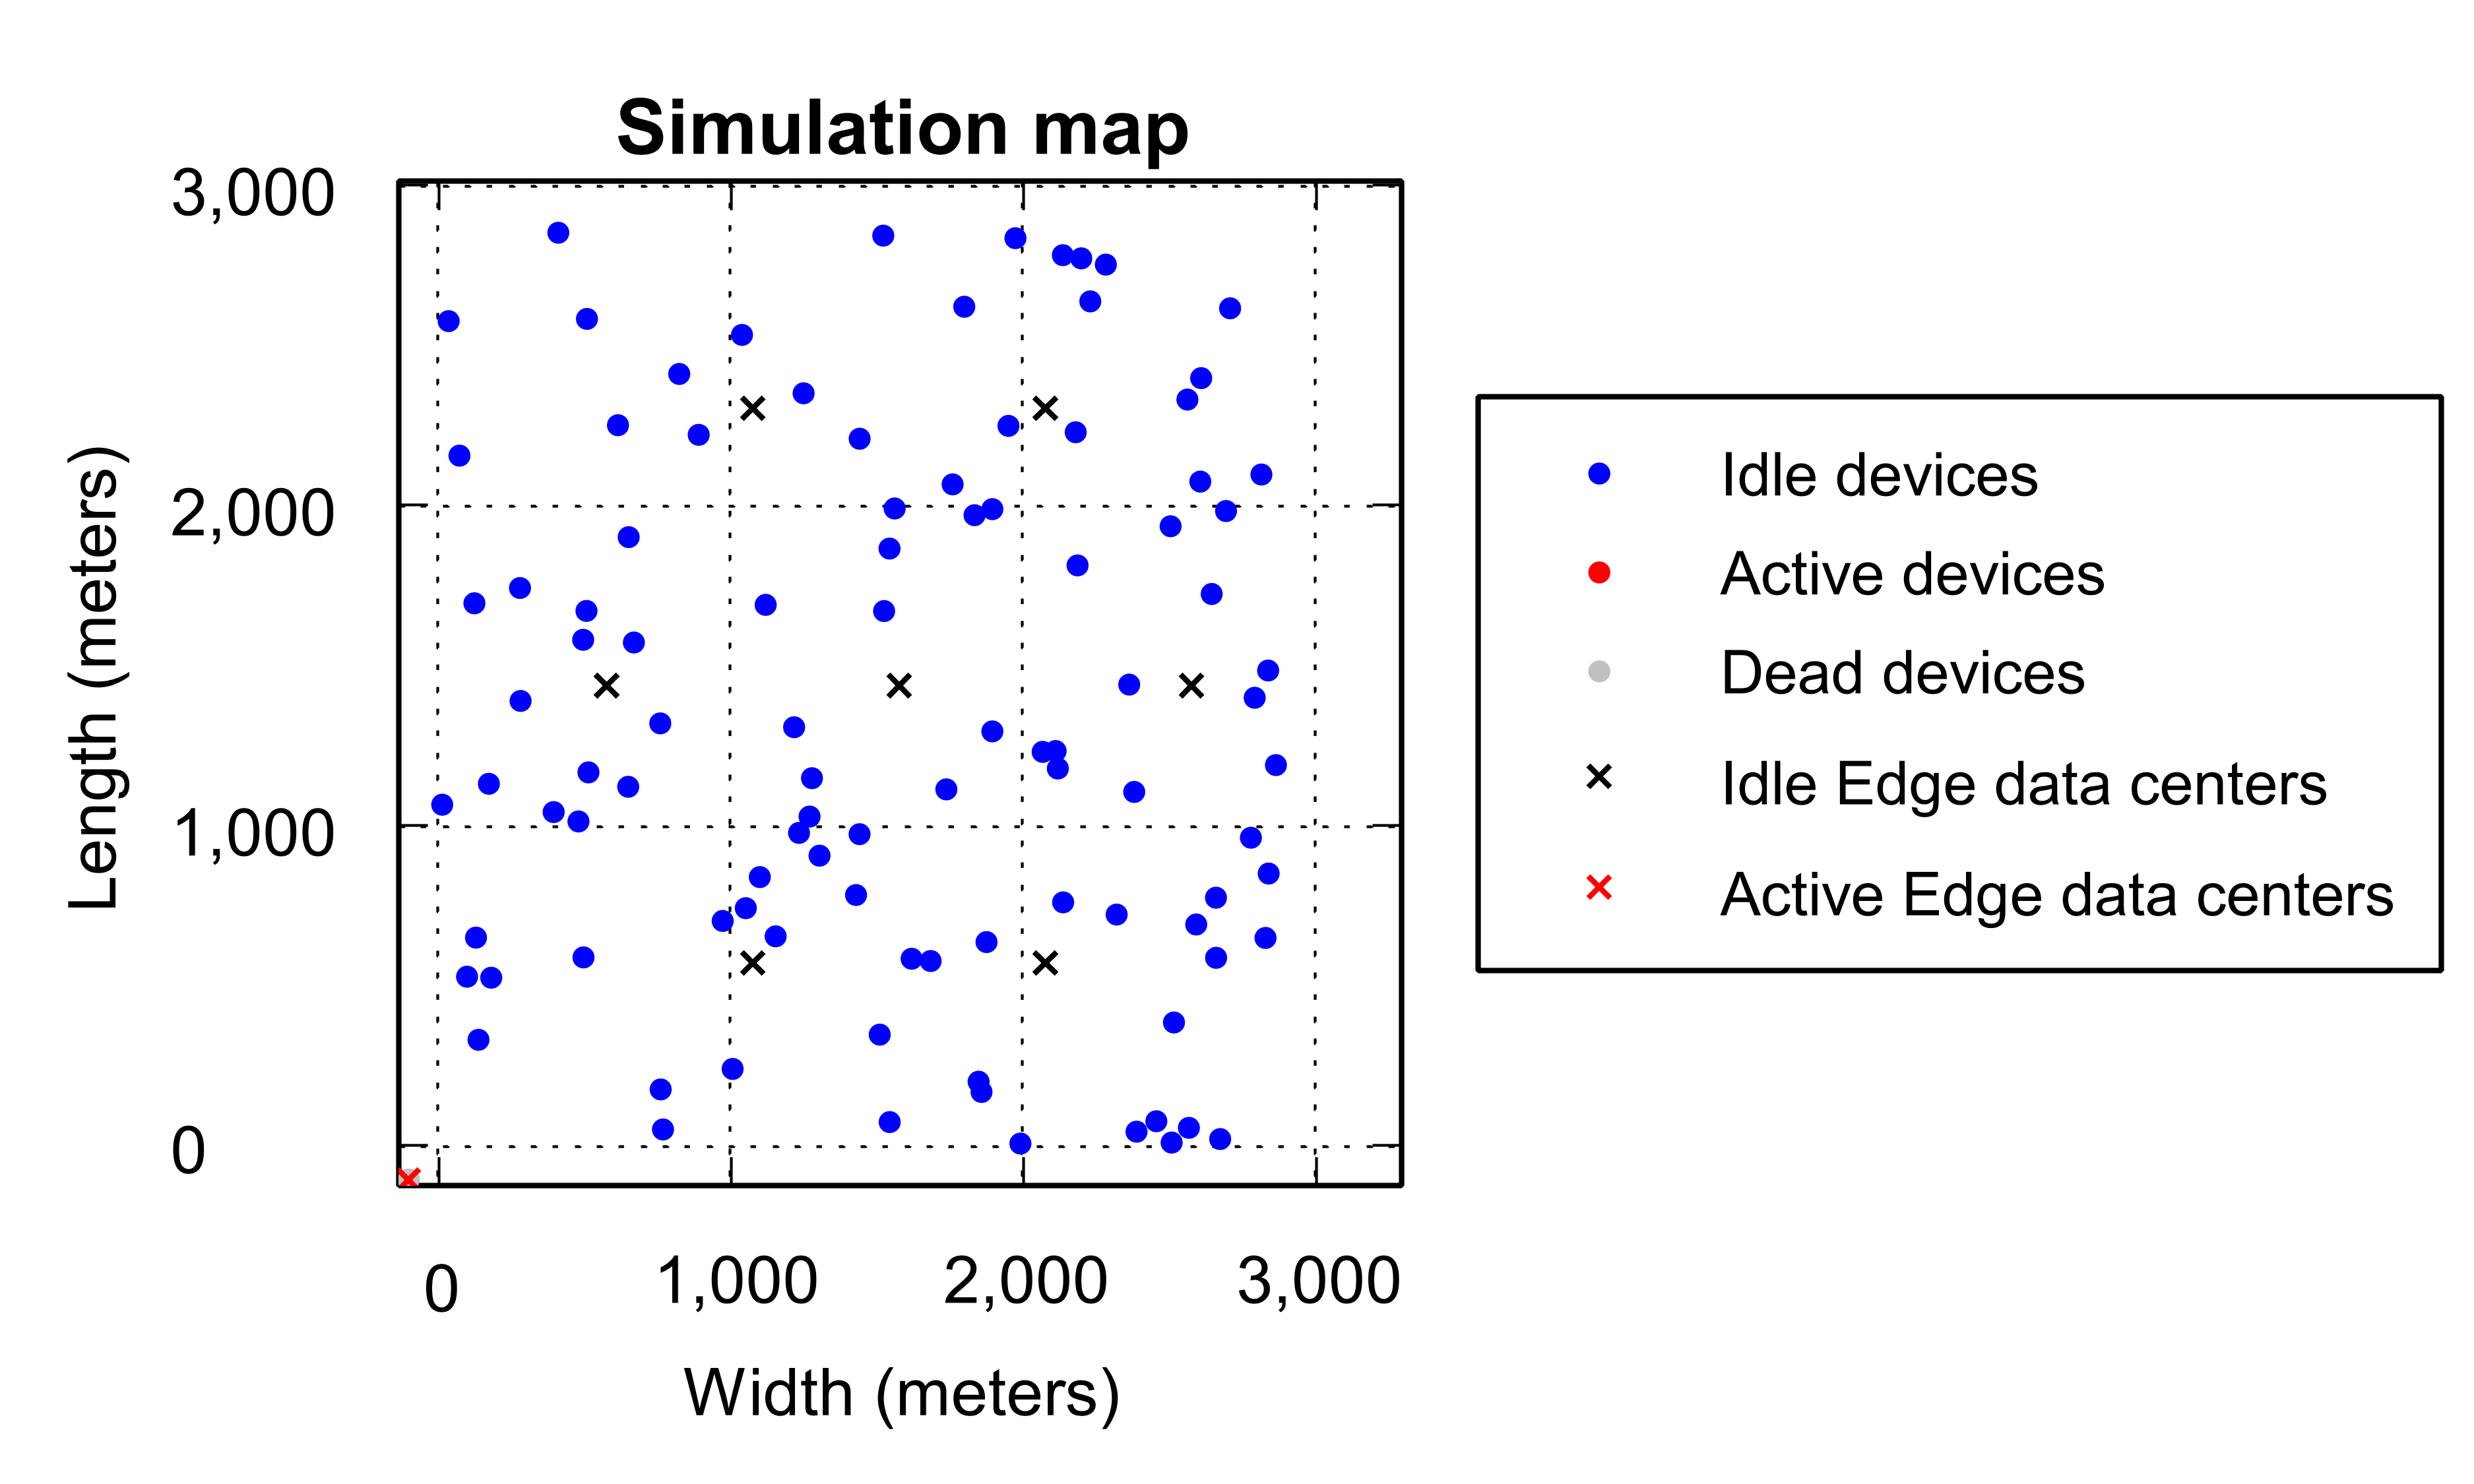 Simulation map
3,000
2,000
1,000
0
Length (meters)
0
1,000
2,000
3,000
Width (meters)
Idle devices
Active devices
Dead devices
Idle Edge data centers
Active Edge data centers